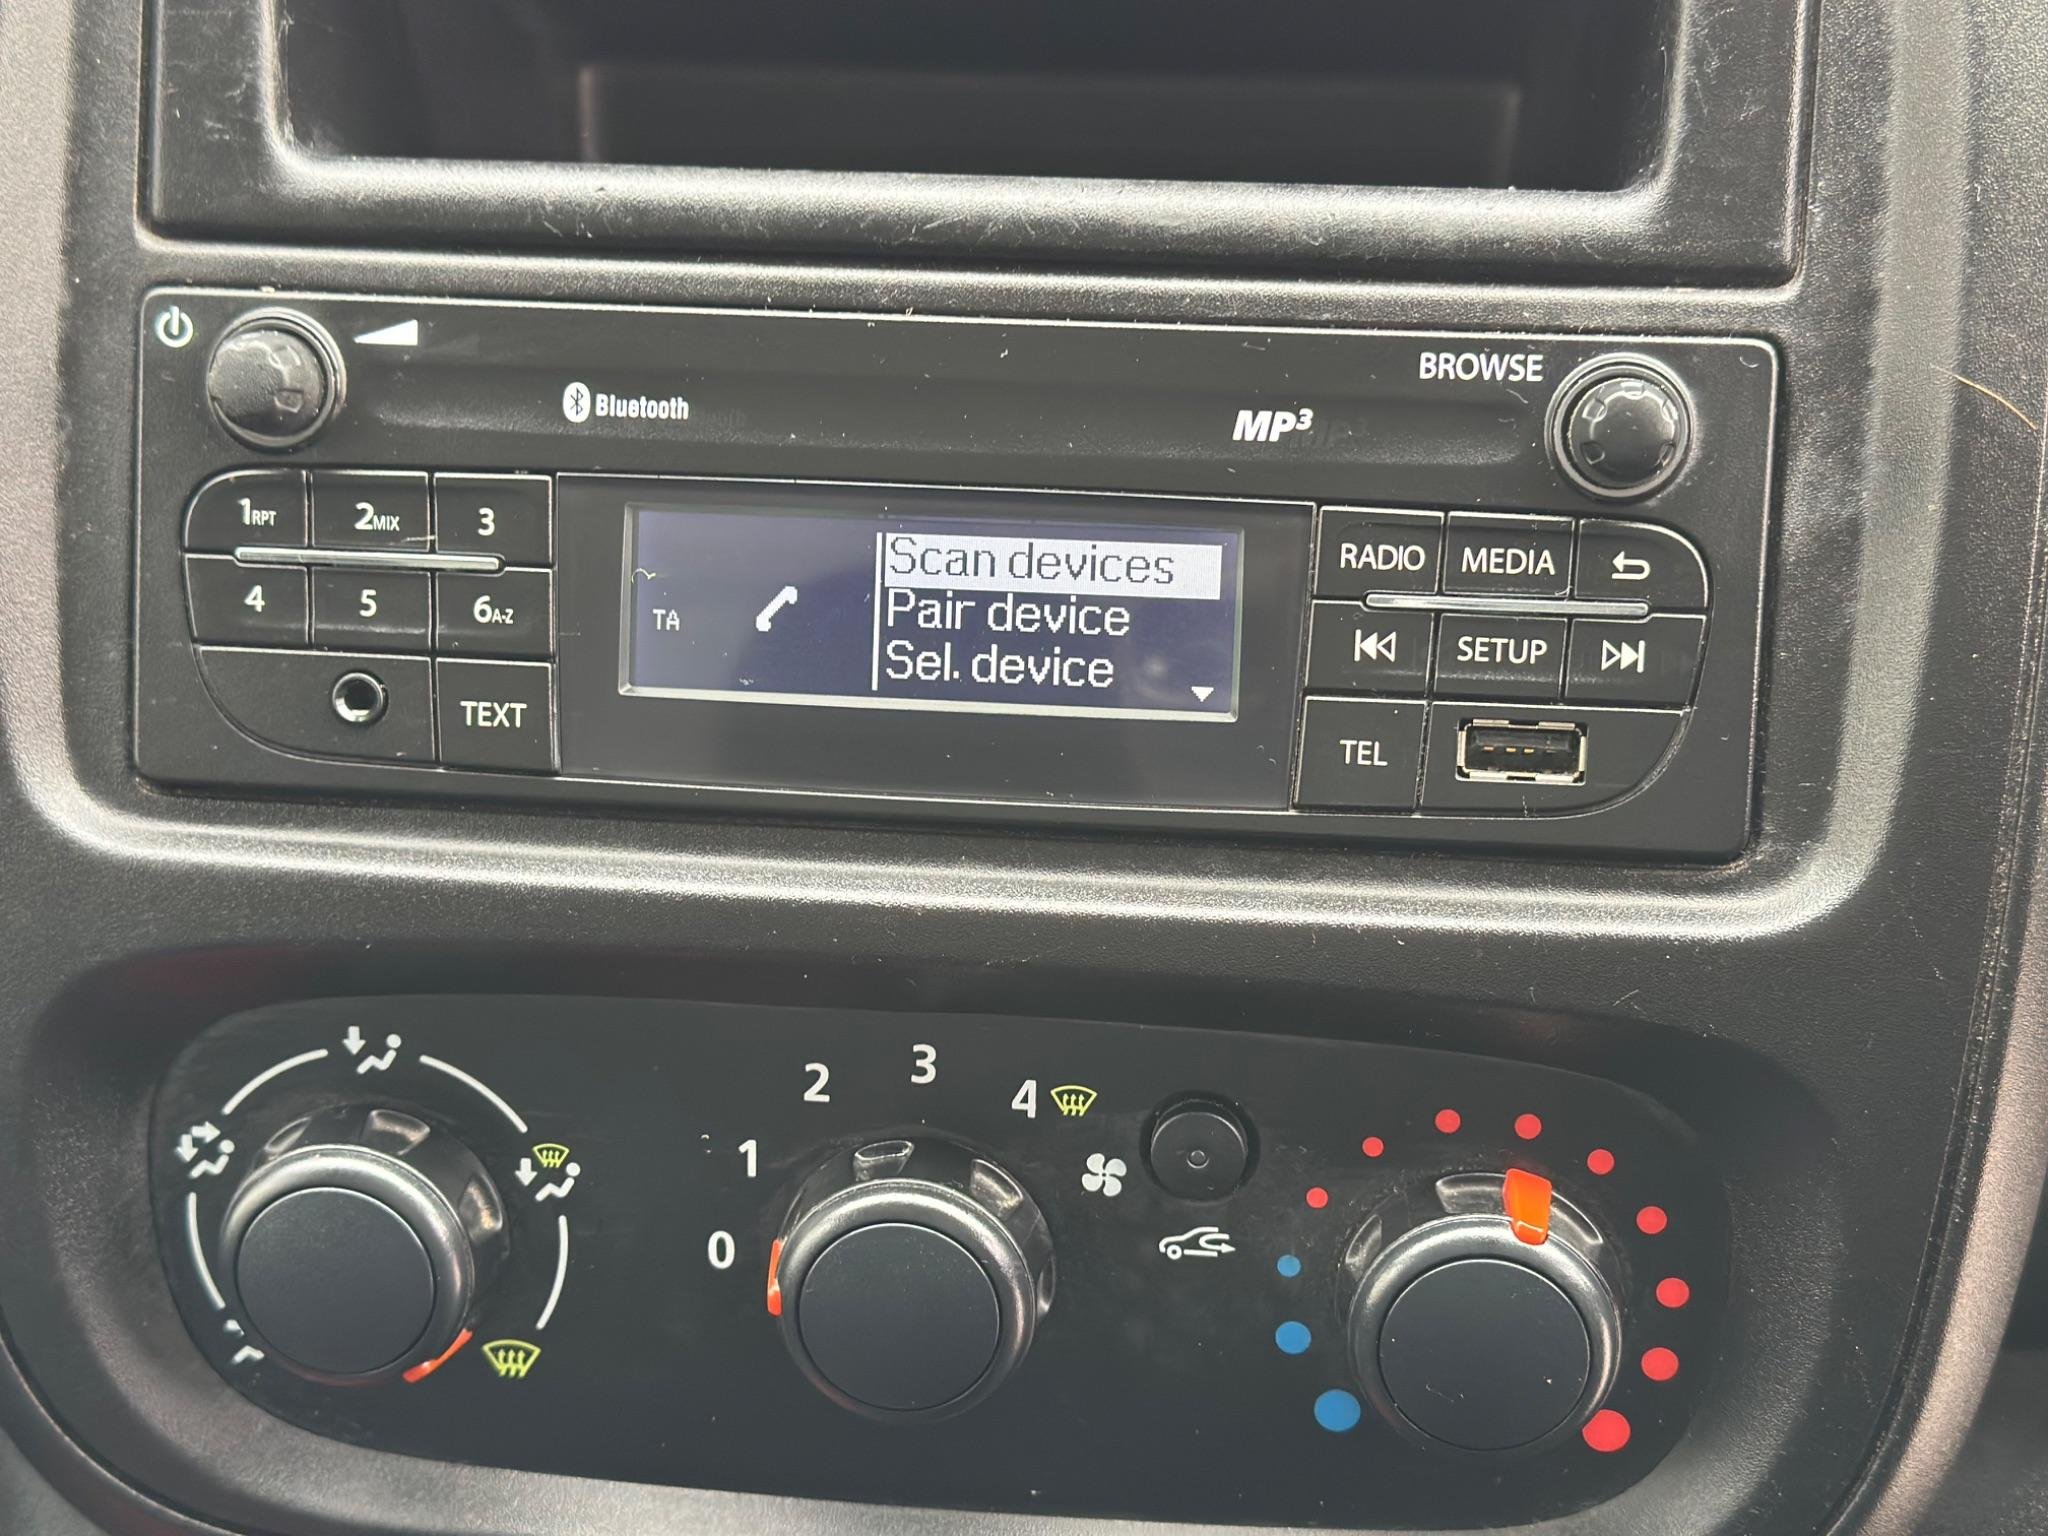 BROWSE
Bluetooth
MP3
1RPT 2MIX 3
4 5 6A-Z
TEXT
TA
Scan devices
Pair device
Sel. device
RADIO MEDIA
SETUP
TEL
0 1 2 3 4